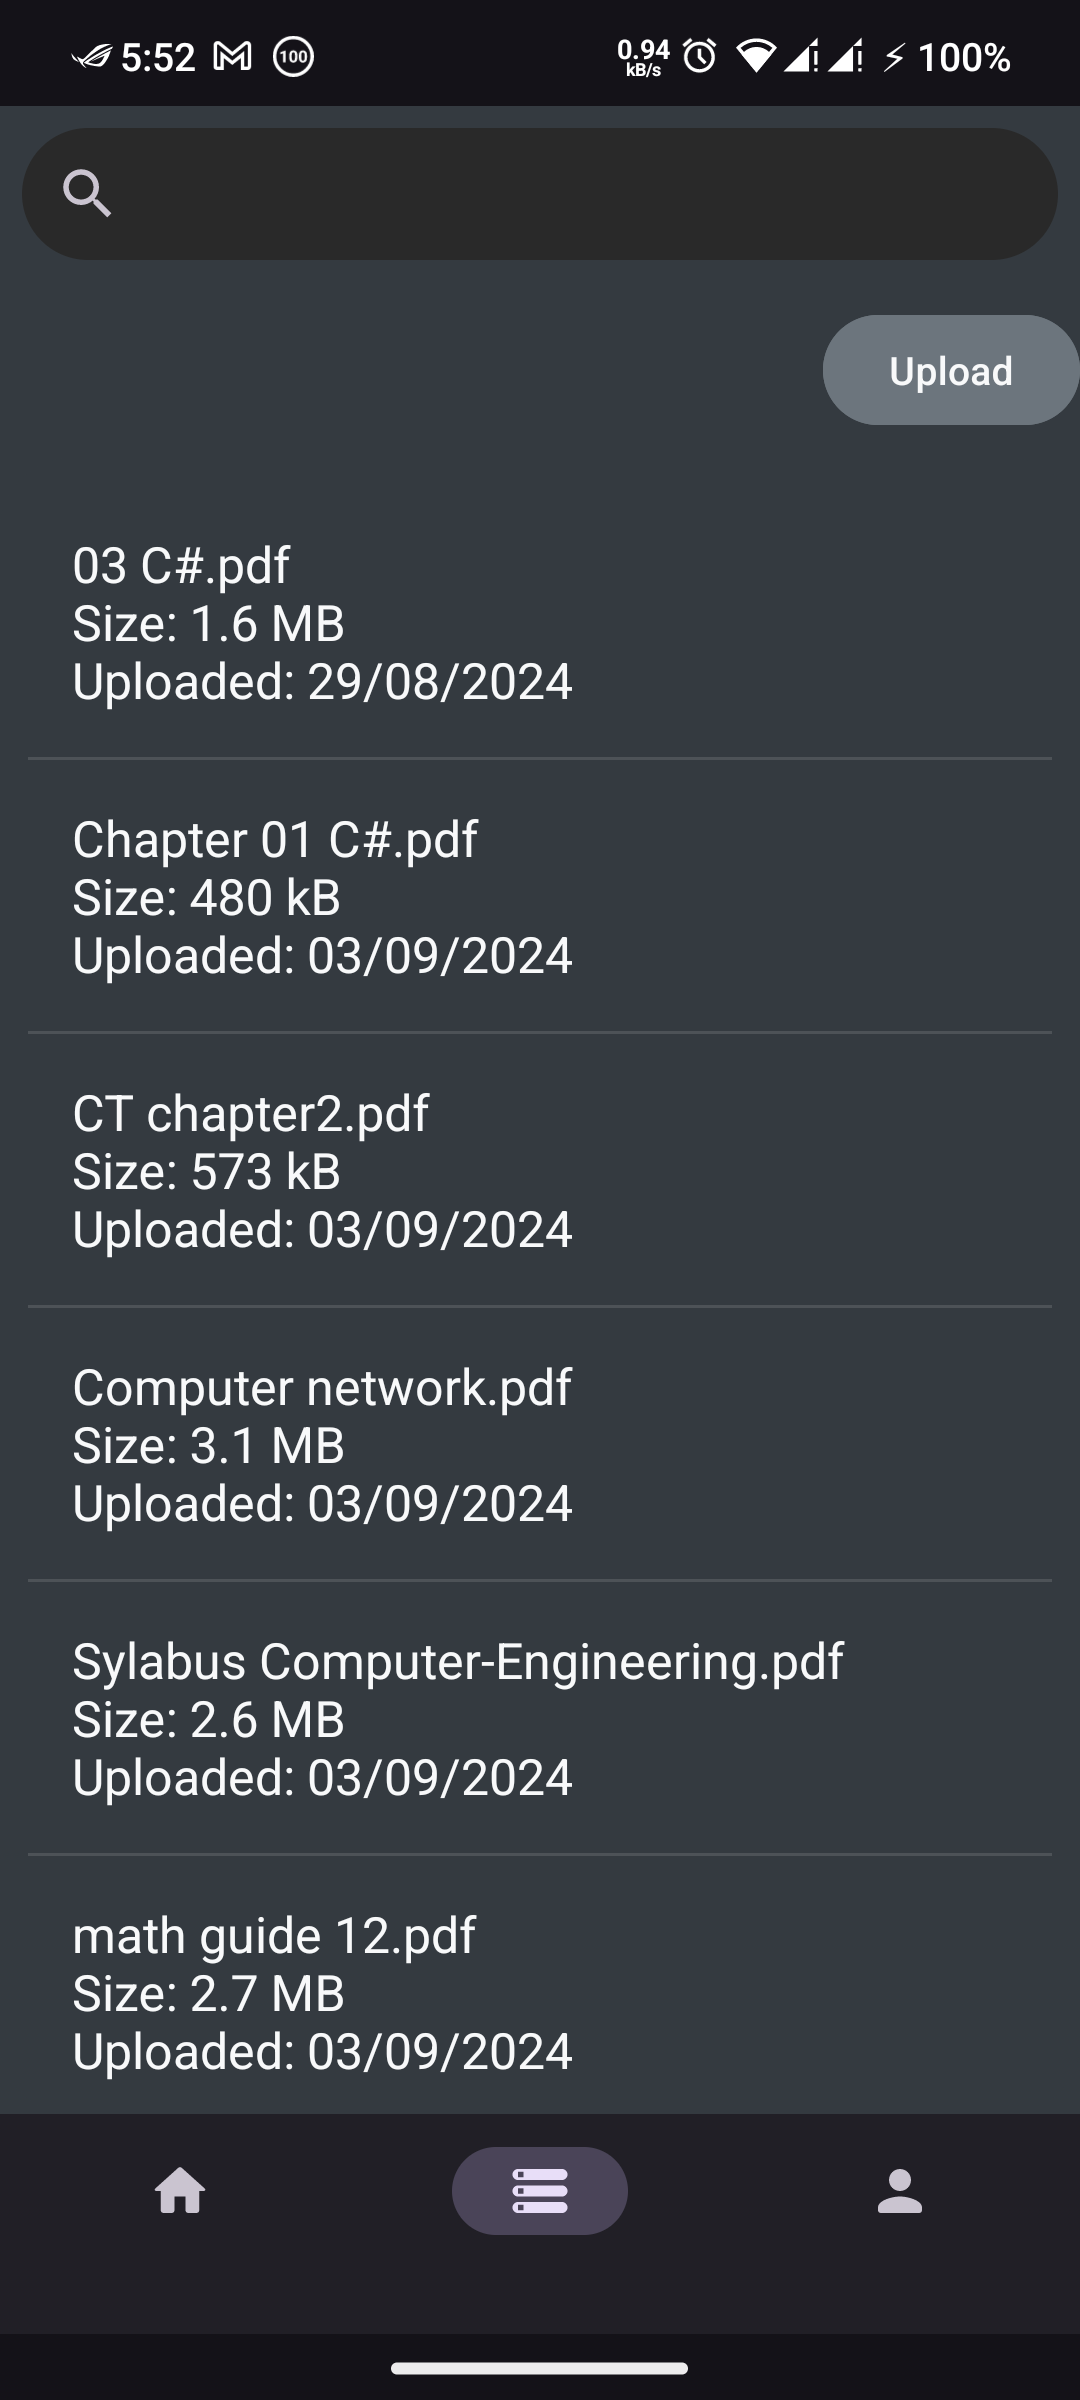 5:52
100
0.94
kB/s
100%
Upload
03 C#.pdf
Size: 1.6 MB
Uploaded: 29/08/2024
Chapter 01 C#.pdf
Size: 480 kB
Uploaded: 03/09/2024
CT chapter2.pdf
Size: 573 kB
Uploaded: 03/09/2024
Computer network.pdf
Size: 3.1 MB
Uploaded: 03/09/2024
Sylabus Computer-Engineering.pdf
Size: 2.6 MB
Uploaded: 03/09/2024
math guide 12.pdf
Size: 2.7 MB
Uploaded: 03/09/2024